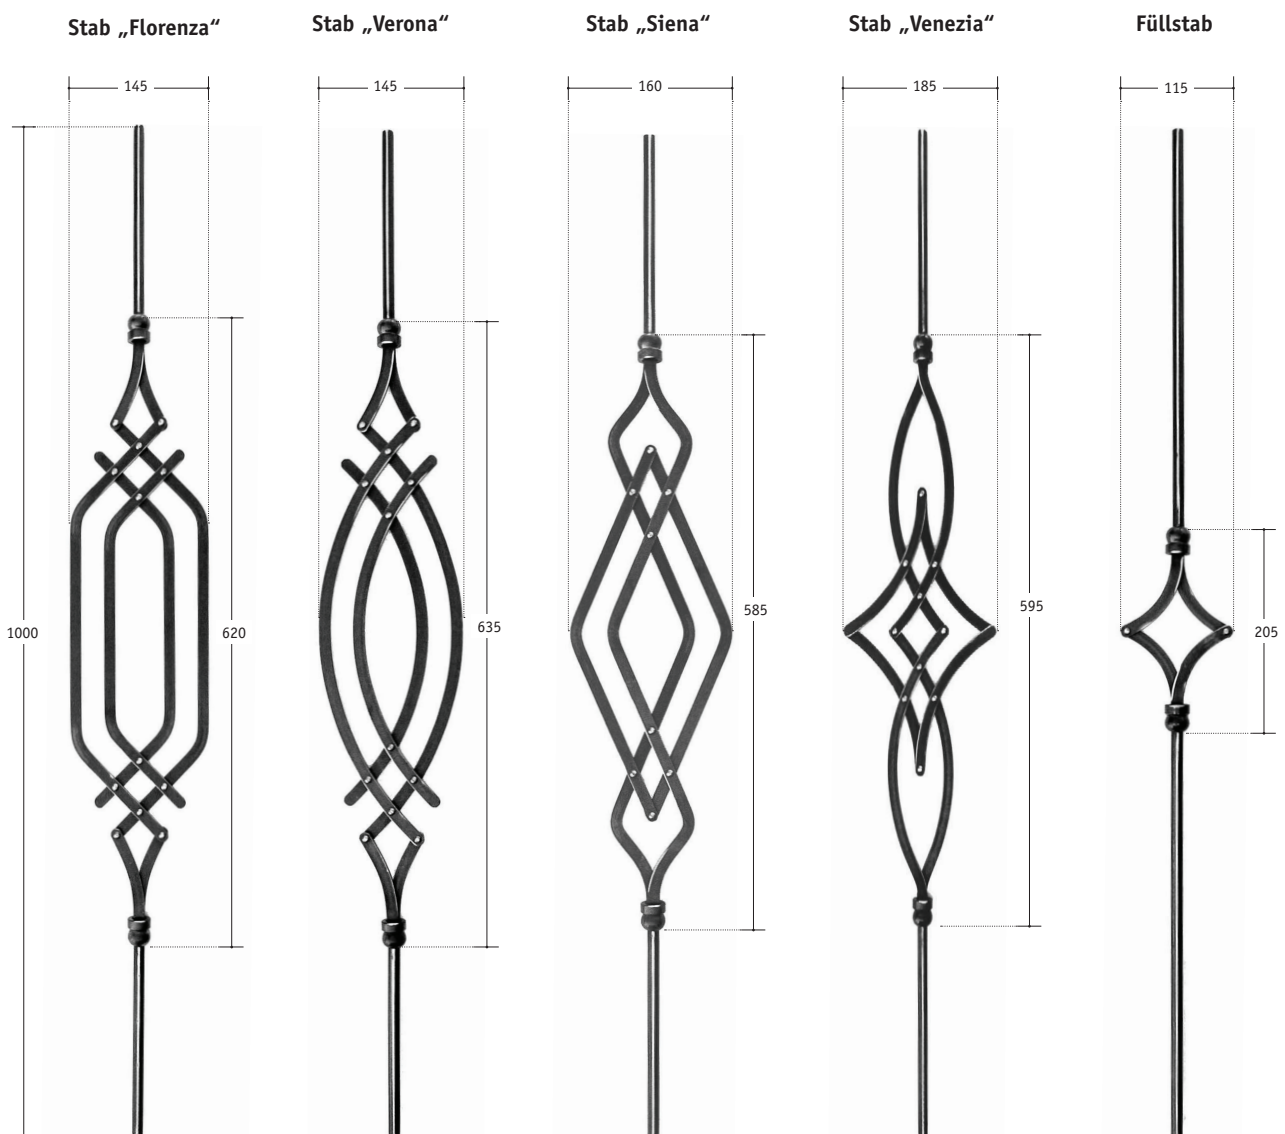 Stab „Florenza“
Stab „Verona“
Stab „Siena“
Stab „Venezia“
Füllstab
145
145
160
185
115
1000
620
635
585
595
205